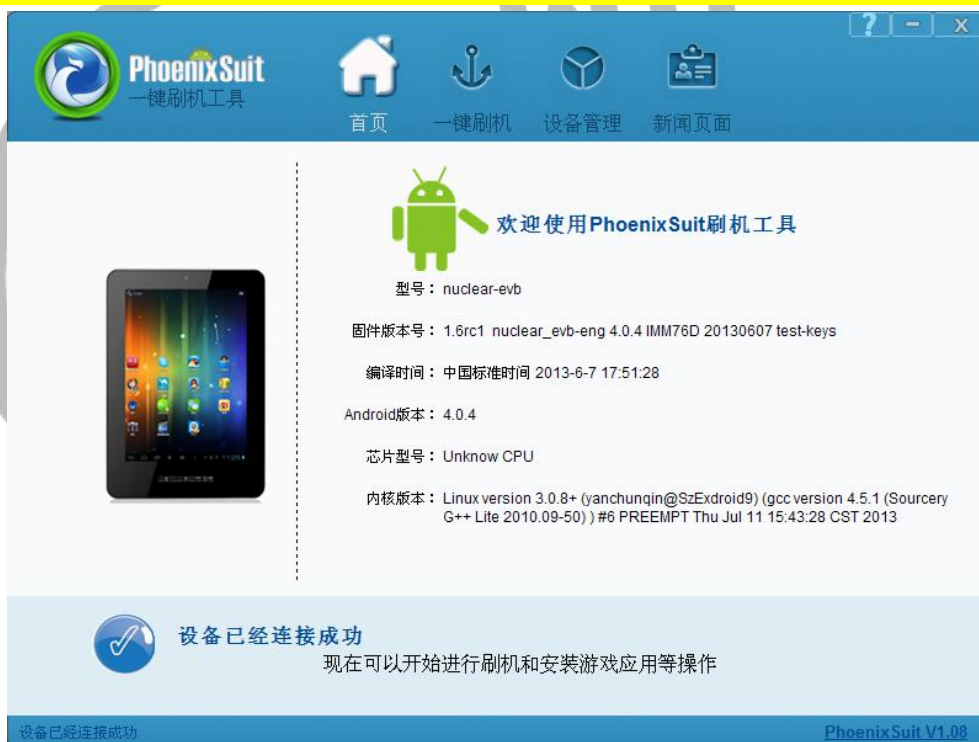 ? - x
PhoenixSuit
一键刷机工具
首页 一键刷机 设备管理 新闻页面
欢迎使用PhoenixSuit刷机工具
型号： nuclear-evb
固件版本号： 1.6rc1 nuclear_evb-eng 4.0.4 IMM76D 20130607 test-keys
编译时间： 中国标准时间 2013-6-7 17:51:28
Android版本： 4.0.4
芯片型号： Unknow CPU
内核版本： Linux version 3.0.8+ (yanchunqin@SzExdroid9) (gcc version 4.5.1 (Sourcery
G++ Lite 2010.09-50) ) #6 PREEMPT Thu Jul 11 15:43:28 CST 2013
设备已经连接成功
现在可以开始进行刷机和安装游戏应用等操作
设备已经连接成功
PhoenixSuit V1.08